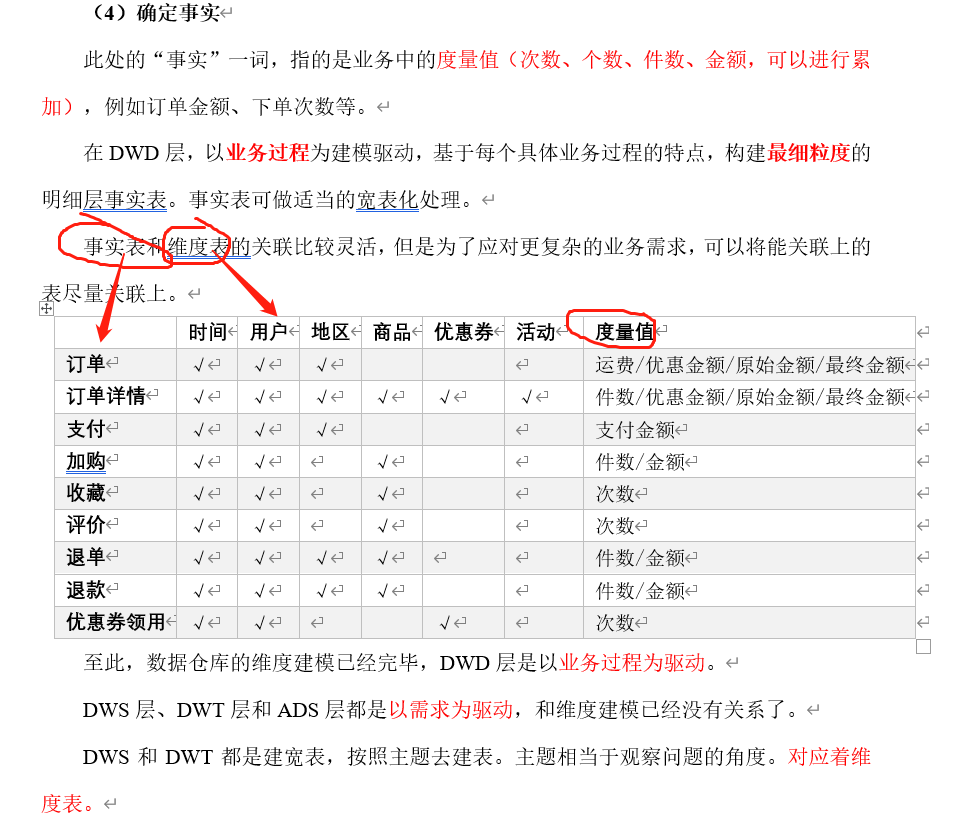 （4）确定事实
此处的“事实”一词，指的是业务中的度量值（次数、个数、件数、金额，可以进行累
加），例如订单金额、下单次数等。
在 DWD 层，以业务过程为建模驱动，基于每个具体业务过程的特点，构建最细粒度的
明细层事实表。事实表可做适当的宽表化处理。
事实表和维度表的关联比较灵活，但是为了应对更复杂的业务需求，可以将能关联上的
表尽量关联上。
时间 用户 地区 商品 优惠券 活动 度量值
订单 √ √ √ 运费/优惠金额/原始金额/最终金额
订单详情 √ √ √ √ √ √ 件数/优惠金额/原始金额/最终金额
支付 √ √ √ 支付金额
加购 √ √ √ 件数/金额
收藏 √ √ √ 次数
评价 √ √ √ 次数
退单 √ √ √ √ 件数/金额
退款 √ √ √ √ 件数/金额
优惠券领用 √ √ √ 次数
至此，数据仓库的维度建模已经完毕，DWD 层是以业务过程为驱动。
DWS 层、DWT 层和 ADS 层都是以需求为驱动，和维度建模已经没有关系了。
DWS 和 DWT 都是建宽表，按照主题去建表。主题相当于观察问题的角度。对应着维
度表。